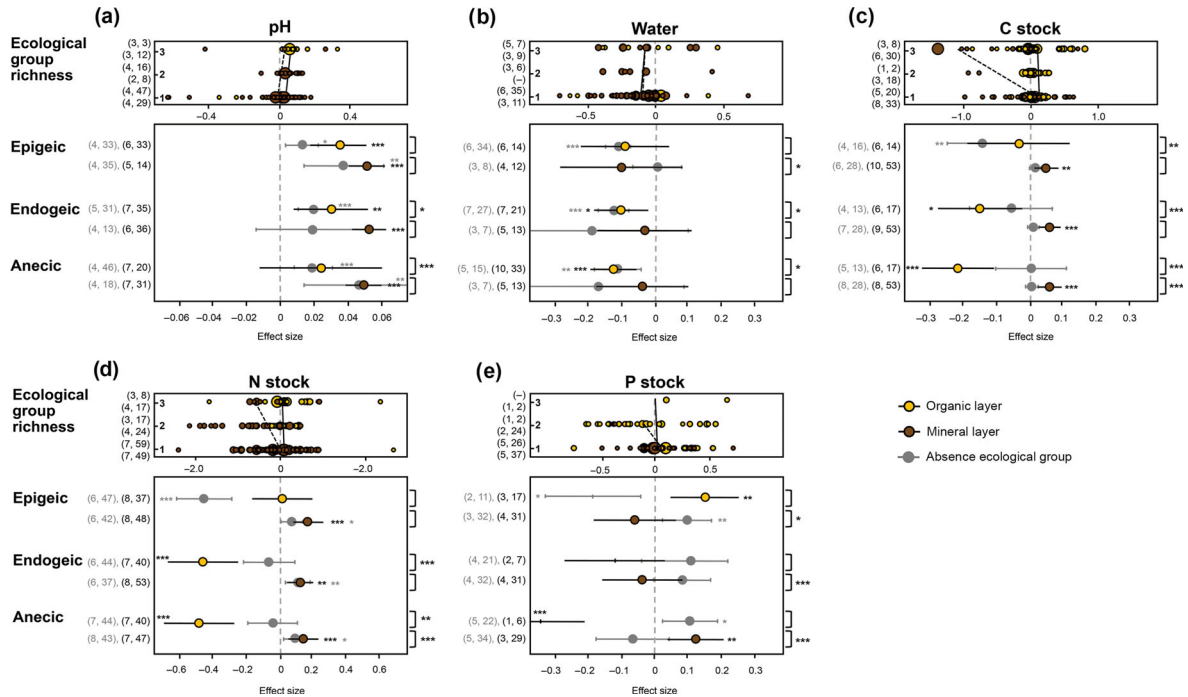 (a)
pH
Ecological
group
richness
(3, 3)
(3, 12)
(4, 16)
(2, 8)
(4, 47)
(4, 29)
3
2
1
−0.4
0.4
Epigeic
(4, 33), (6, 33)
*
***
(4, 35), (5, 14)
**
***
Endogeic
(5, 31), (7, 35)
***
**
*
(4, 13), (6, 36)
***
Anecic
(4, 46), (7, 20)
***
***
(4, 18), (7, 31)
**
***
−0.06
−0.04
−0.02
0
0.02
0.04
0.06
Effect size
(b)
Water
(5, 7)
(3, 9)
(3, 6)
(−)
(6, 35)
(3, 11)
3
2
1
−0.5
0
0.5
(6, 34), (6, 14)
***
(3, 8), (4, 12)
*
(7, 27), (7, 21)
***
*
*
(3, 7), (5, 13)
(5, 15), (10, 33)
**
***
*
(3, 7), (5, 13)
−0.3
−0.2
−0.1
0
0.1
0.2
0.3
Effect size
(c)
C stock
(3, 8)
(6, 30)
(1, 2)
(3, 18)
(5, 20)
(8, 33)
3
2
1
−1.0
0
1.0
(4, 16), (6, 14)
**
**
(6, 28), (10, 53)
**
(4, 13), (6, 17)
*
***
(7, 28), (9, 53)
***
(5, 13), (6, 17)
***
***
(8, 28), (8, 53)
***
***
−0.3
−0.2
−0.1
0
0.1
0.2
0.3
Effect size
(d)
N stock
Ecological
group
richness
(3, 8)
(4, 17)
(3, 17)
(4, 24)
(7, 59)
(7, 49)
3
2
1
−2.0
0
−2.0
Epigeic
(6, 47), (8, 37)
***
(6, 42), (8, 48)
***
*
Endogeic
(6, 44), (7, 40)
***
***
(6, 37), (8, 53)
**
**
Anecic
(7, 44), (7, 40)
***
**
(8, 43), (7, 47)
***
*
***
−0.6
−0.4
−0.2
0
0.2
0.4
0.6
Effect size
(e)
P stock
(−)
(1, 2)
(1, 2)
(2, 24)
(5, 26)
(5, 37)
3
2
1
−0.5
0
0.5
(2, 11), (3, 17)
*
**
(3, 32), (4, 31)
**
*
(4, 21), (2, 7)
(4, 32), (4, 31)
***
(5, 22), (1, 6)
***
*
(5, 34), (3, 29)
**
***
−0.3
−0.2
−0.1
0
0.1
0.2
0.3
Effect size
Organic layer
Mineral layer
Absence ecological group